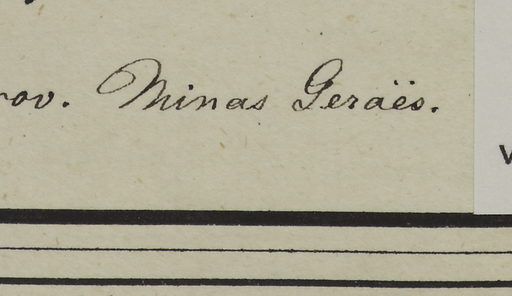 rov. Minas Geraës.